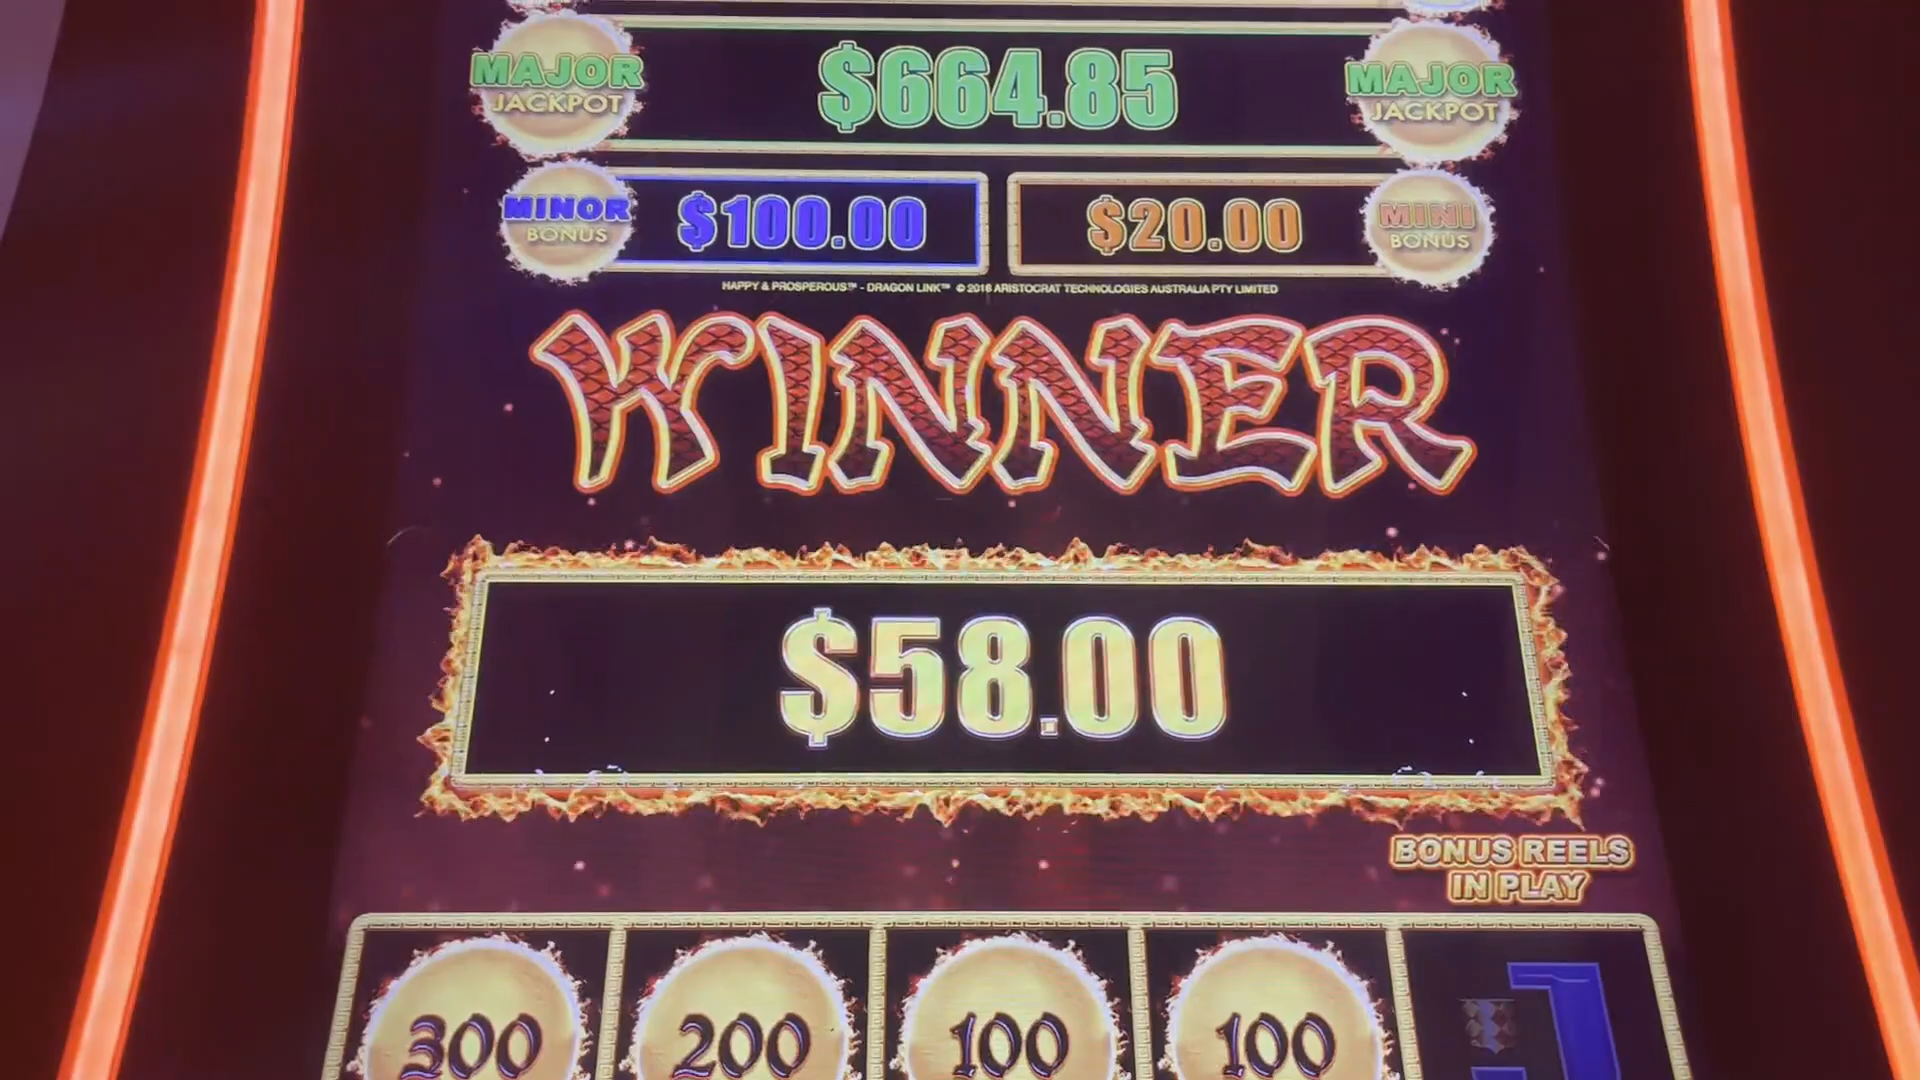 MAJOR
JACKPOT
$664.85
MAJOR
JACKPOT
MINOR
BONUS
$100.00
$20.00
MINI
BONUS
HAPPY & PROSPEROUS™ - DRAGON LINK™ © 2016 ARISTOCRAT TECHNOLOGIES AUSTRALIA PTY LIMITED
WINNER
$58.00
BONUS REELS
IN PLAY
300
200
100
100
J